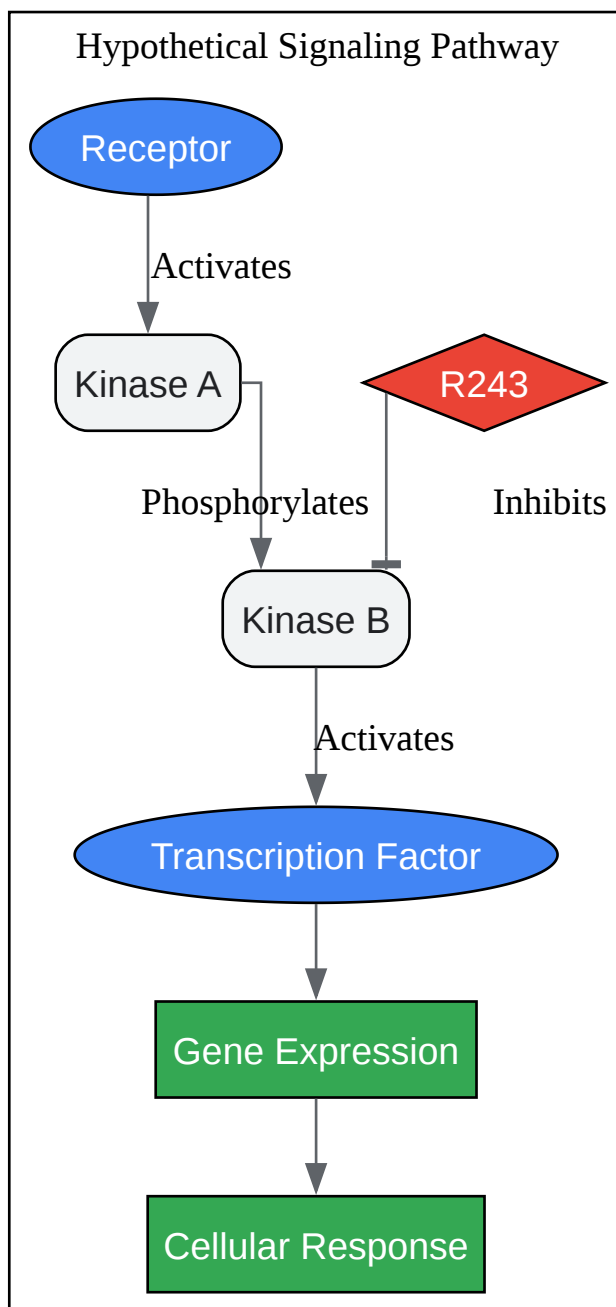 Hypothetical Signaling Pathway
Receptor
Activates
Kinase A
R243
Phosphorylates
Inhibits
Kinase B
Activates
Transcription Factor
Gene Expression
Cellular Response